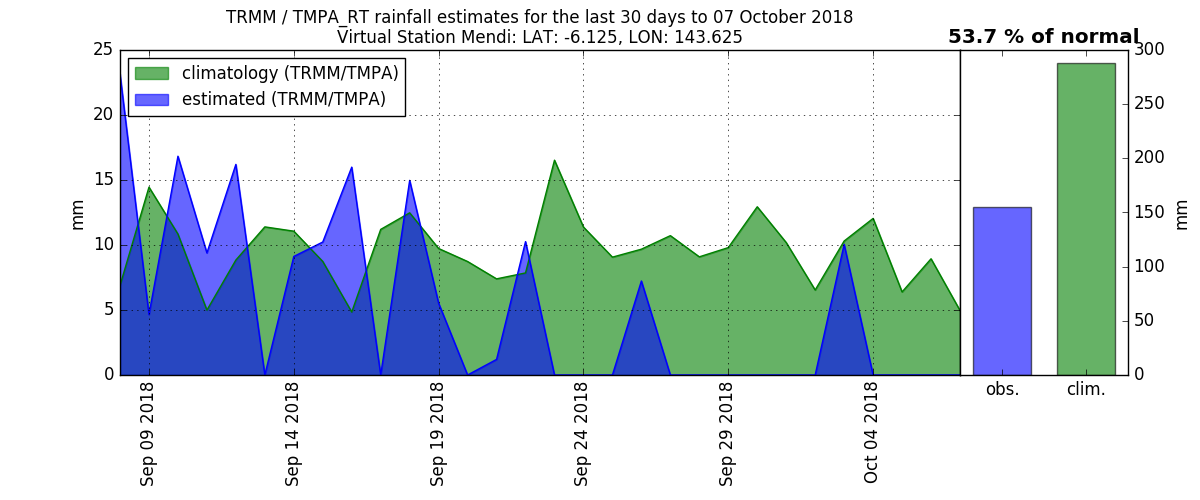 TRMM / TMPA_RT rainfall estimates for the last 30 days to 07 October 2018
Virtual Station Mendi: LAT: -6.125, LON: 143.625
53.7 % of normal
climatology (TRMM/TMPA)
estimated (TRMM/TMPA)
25
20
15
10
5
0
mm
Sep 09 2018
Sep 14 2018
Sep 19 2018
Sep 24 2018
Sep 29 2018
Oct 04 2018
obs.
clim.
300
250
200
150
100
50
0
mm